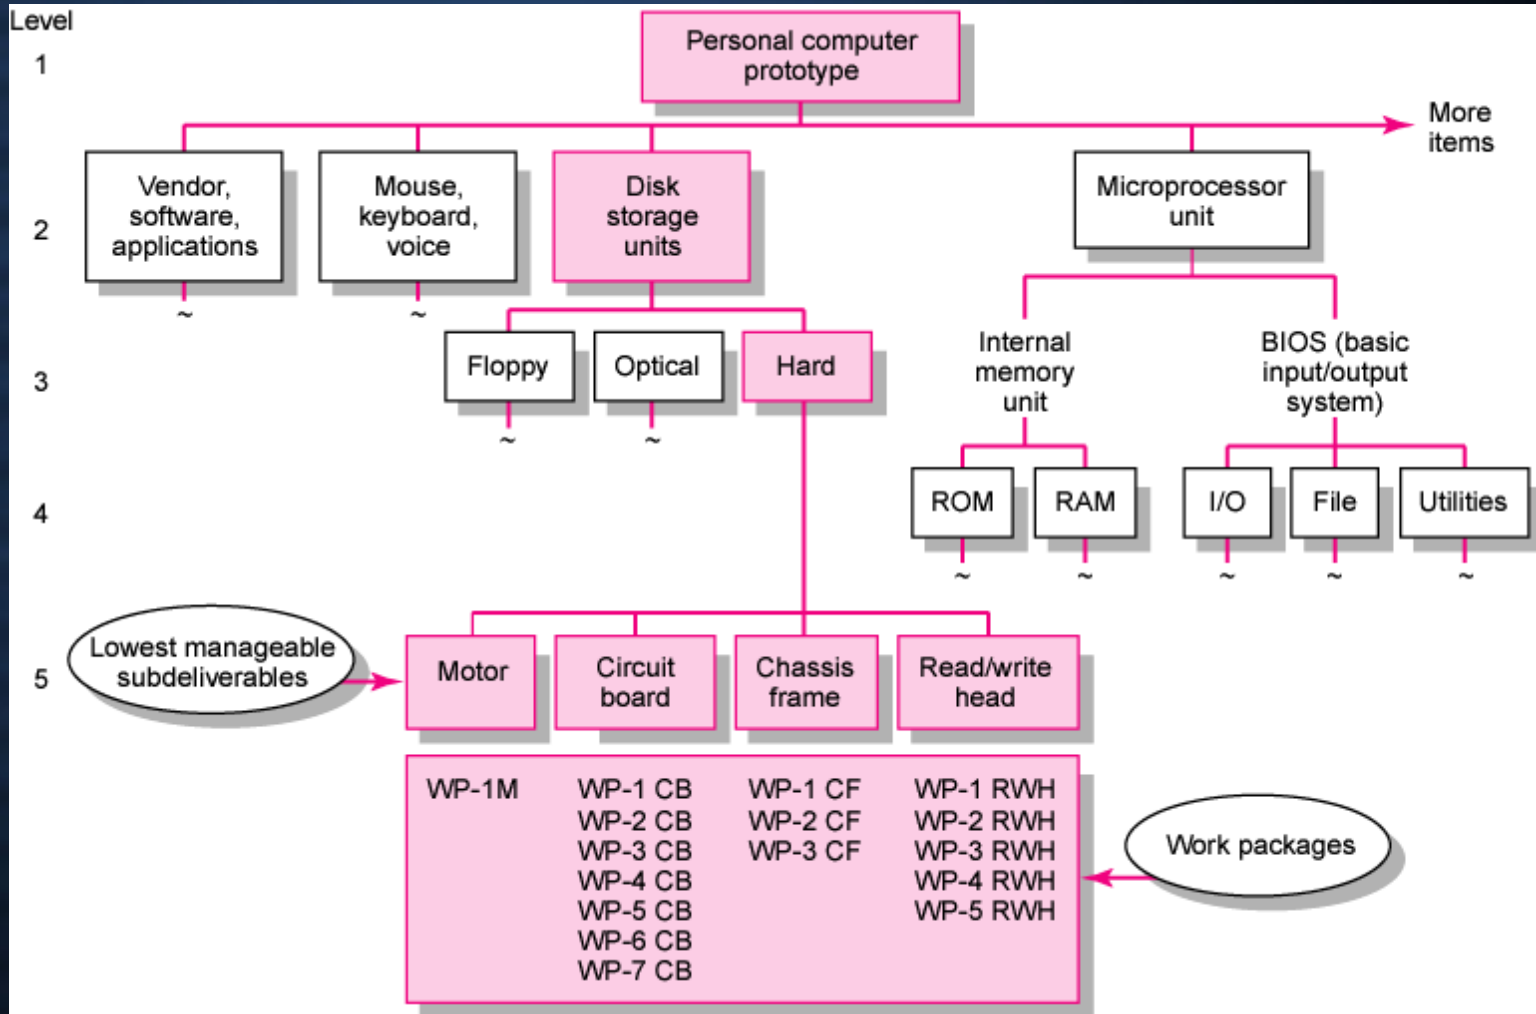 Level
1
Personal computer
prototype
More
items
2
Vendor,
software,
applications
Mouse,
keyboard,
voice
Disk
storage
units
Microprocessor
unit
~
~
3
Floppy
Optical
Hard
Internal
memory
unit
BIOS (basic
input/output
system)
~
~
4
ROM
RAM
I/O
File
Utilities
~
~
~
~
~
Lowest manageable
subdeliverables
5
Motor
Circuit
board
Chassis
frame
Read/write
head
WP-1M
WP-1 CB
WP-2 CB
WP-3 CB
WP-4 CB
WP-5 CB
WP-6 CB
WP-7 CB
WP-1 CF
WP-2 CF
WP-3 CF
WP-1 RWH
WP-2 RWH
WP-3 RWH
WP-4 RWH
WP-5 RWH
Work packages